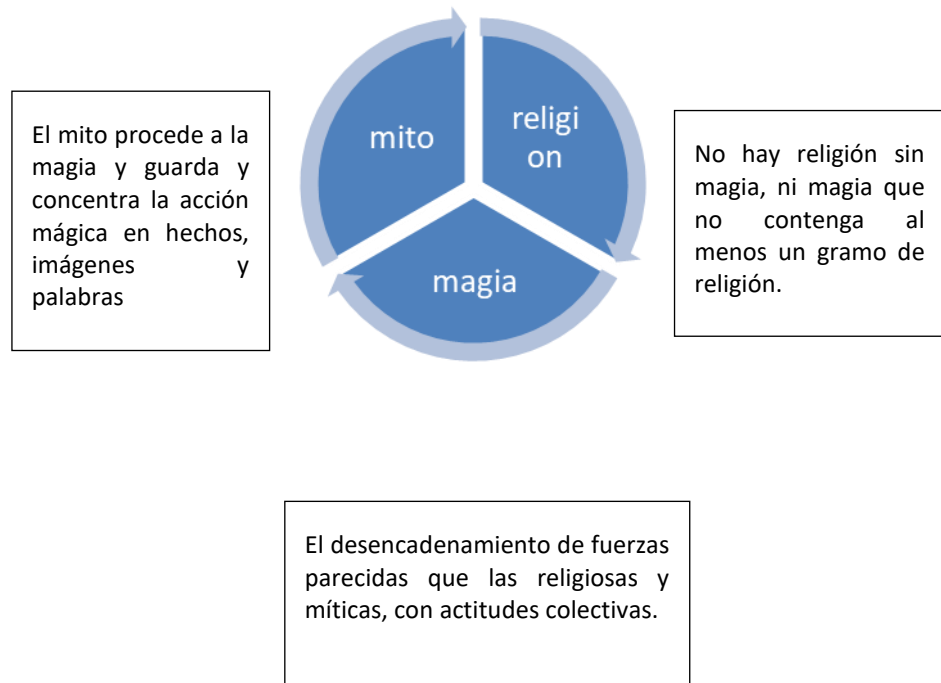 mito
religi
on
magia
El mito procede a la
magia y guarda y
concentra la acción
mágica en hechos,
imágenes y
palabras
No hay religión sin
magia, ni magia que
no contenga al
menos un gramo de
religión.
El desencadenamiento de fuerzas
parecidas que las religiosas y
míticas, con actitudes colectivas.